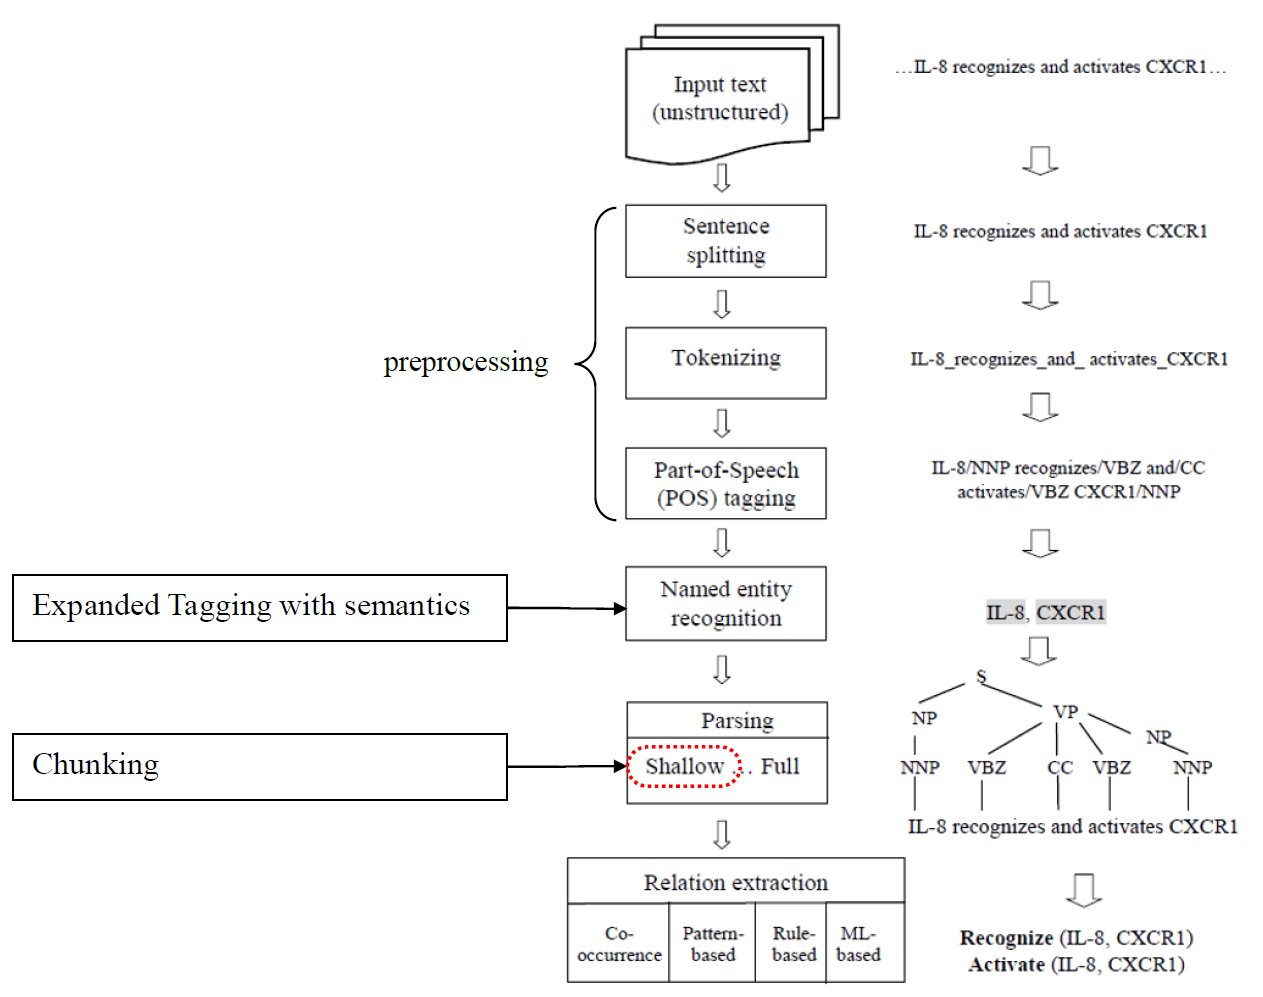 Input text
(unstructured)
…IL-8 recognizes and activates CXCR1…
Sentence
splitting
IL-8 recognizes and activates CXCR1
preprocessing
Tokenizing
IL-8_recognizes_and_ activates_CXCR1
Part-of-Speech
(POS) tagging
IL-8/NNP recognizes/VBZ and/CC
activates/VBZ CXCR1/NNP
Expanded Tagging with semantics
Named entity
recognition
IL-8, CXCR1
Chunking
Parsing
Shallow … Full
S
NP VP NP
NNP VBZ CC VBZ NNP
IL-8 recognizes and activates CXCR1
Relation extraction
Co-
occurrence
Pattern-
based
Rule-
based
ML-
based
Recognize (IL-8, CXCR1)
Activate (IL-8, CXCR1)